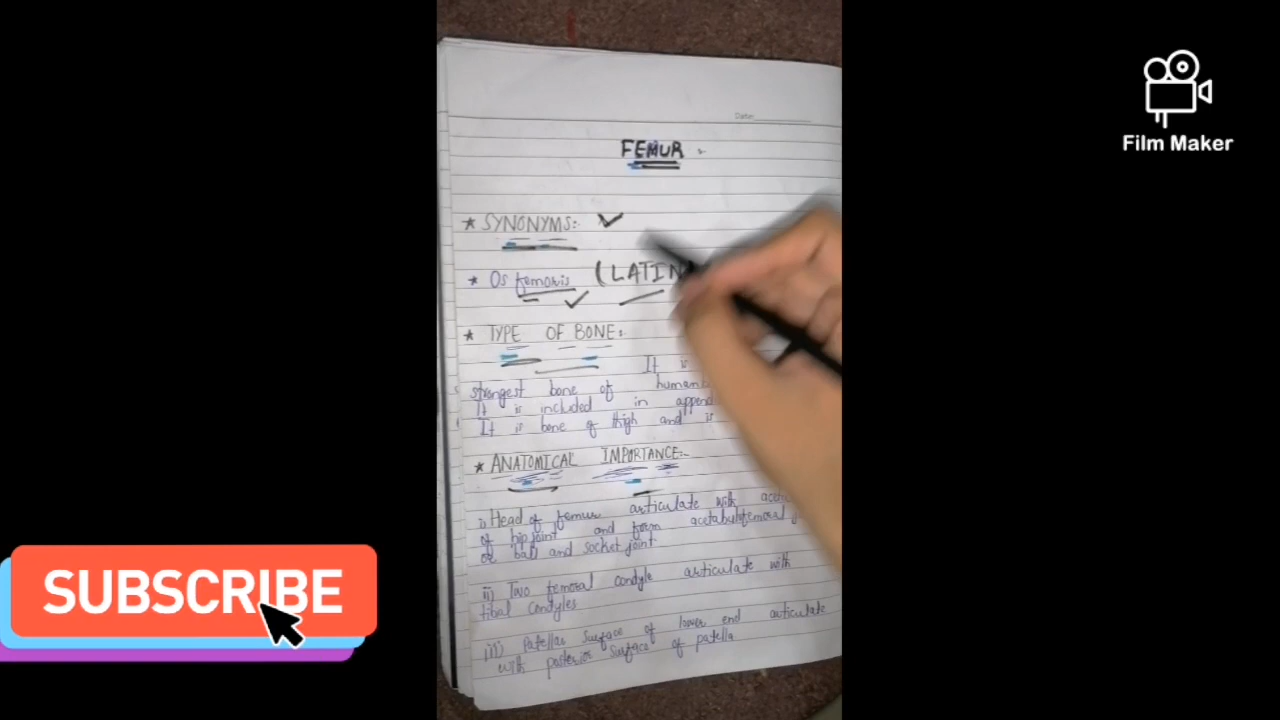 Film Maker
Date:
FEMUR :-
* SYNONYMS:- ✓
* Os femoris (LATIN
✓
* TYPE OF BONE:-
It is
strongest bone of human
It is included in append
It is bone of thigh and is
* ANATOMICAL IMPORTANCE:-
i) Head of femur articulate with
of hip joint and form acetabulofemoral
or ball and socket joint.
ii) Two femoral condyle articulate with
tibal condyles
iii) Patellar surface of lower end articulate
with posterior surface of patella
SUBSCRIBE